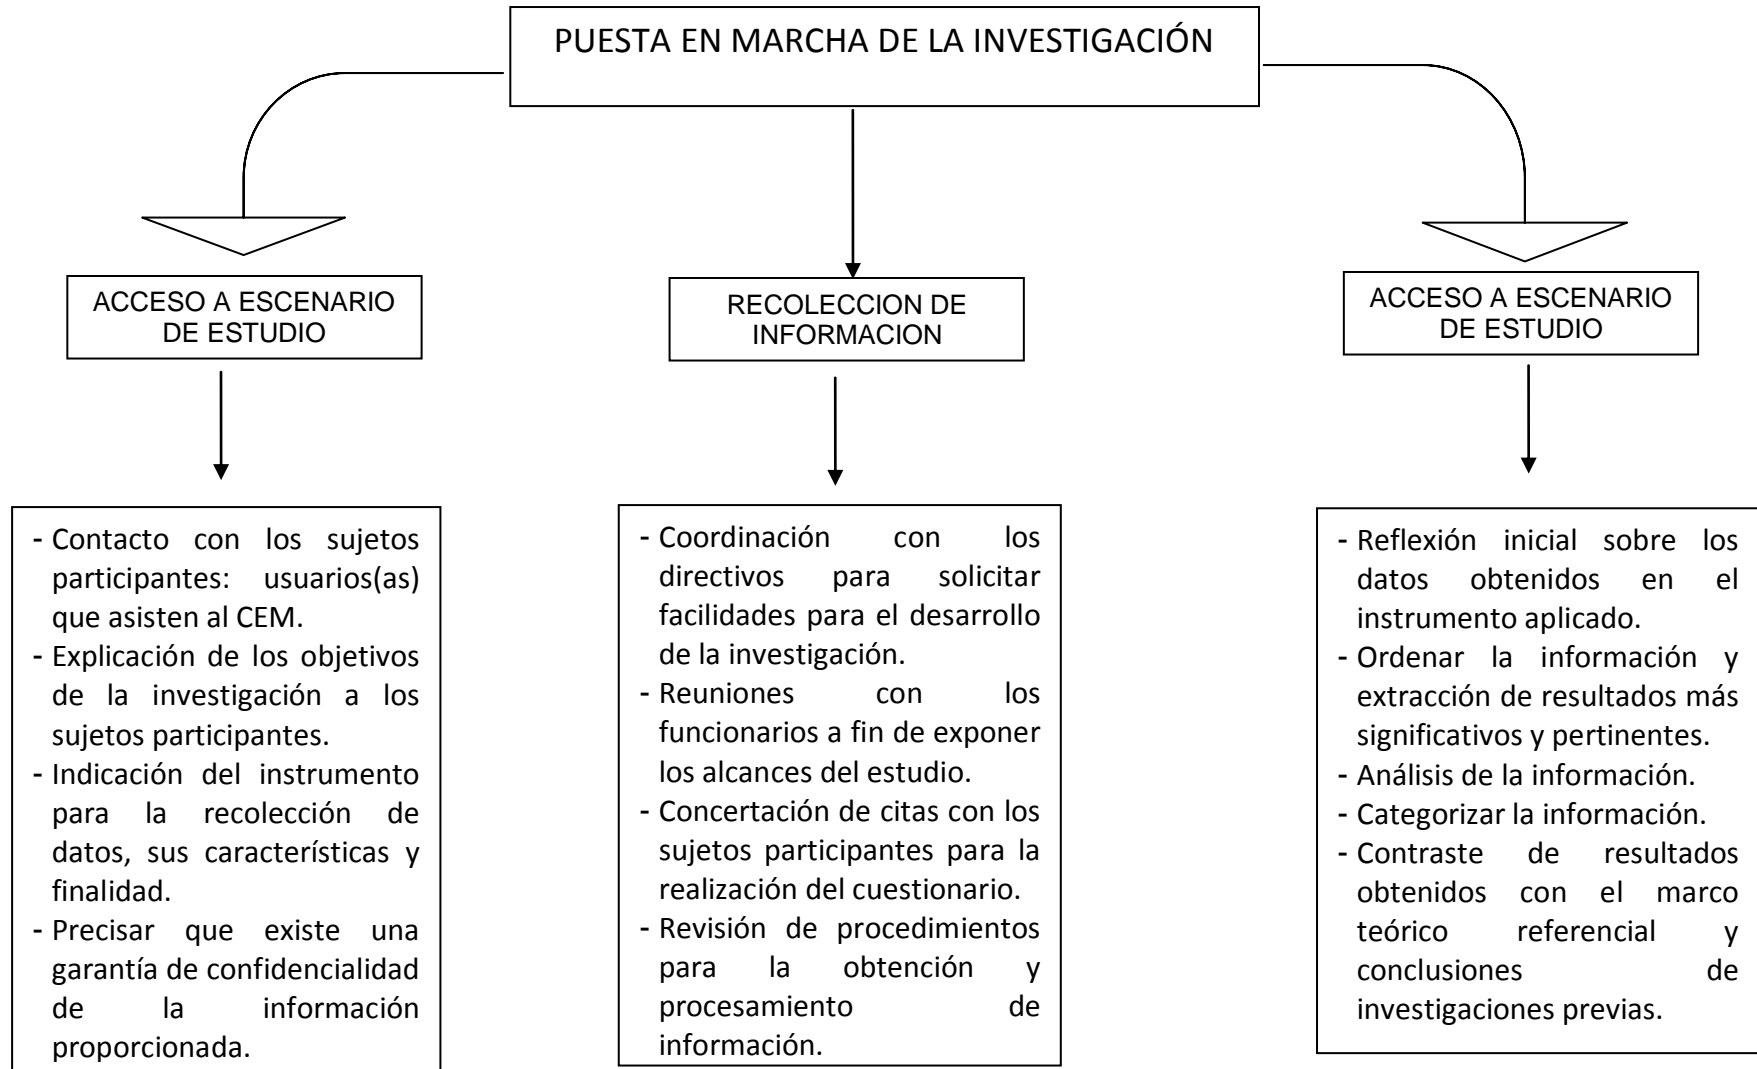 PUESTA EN MARCHA DE LA INVESTIGACIÓN
ACCESO A ESCENARIO
DE ESTUDIO
- Contacto con los sujetos
participantes: usuarios(as)
que asisten al CEM.
- Explicación de los objetivos
de la investigación a los
sujetos participantes.
- Indicación del instrumento
para la recolección de
datos, sus características y
finalidad.
- Precisar que existe una
garantía de confidencialidad
de la información
proporcionada.
RECOLECCION DE
INFORMACION
- Coordinación con los
directivos para solicitar
facilidades para el desarrollo
de la investigación.
- Reuniones con los
funcionarios a fin de exponer
los alcances del estudio.
- Concertación de citas con los
sujetos participantes para la
realización del cuestionario.
- Revisión de procedimientos
para la obtención y
procesamiento de
información.
ACCESO A ESCENARIO
DE ESTUDIO
- Reflexión inicial sobre los
datos obtenidos en el
instrumento aplicado.
- Ordenar la información y
extracción de resultados más
significativos y pertinentes.
- Análisis de la información.
- Categorizar la información.
- Contraste de resultados
obtenidos con el marco
teórico referencial y
conclusiones de
investigaciones previas.